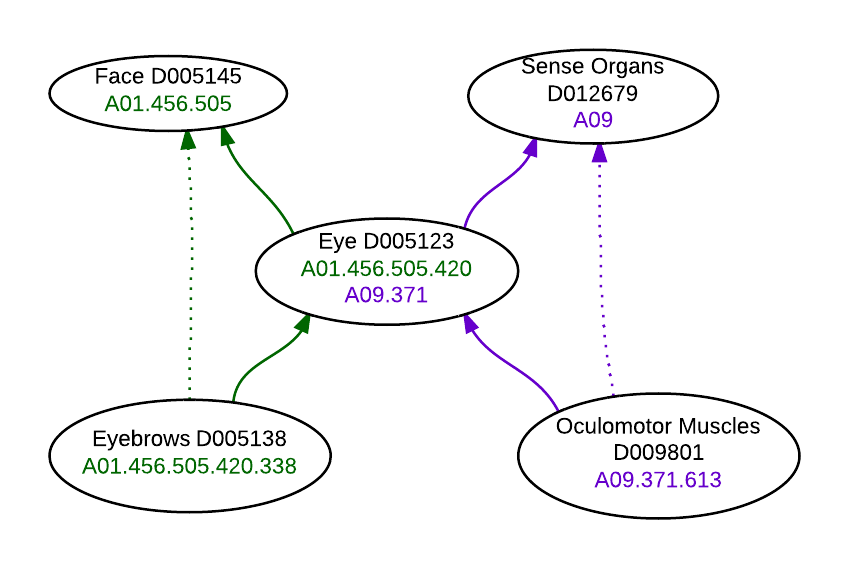 Face D005145
A01.456.505
Sense Organs
D012679
A09
Eye D005123
A01.456.505.420
A09.371
Eyebrows D005138
A01.456.505.420.338
Oculomotor Muscles
D009801
A09.371.613